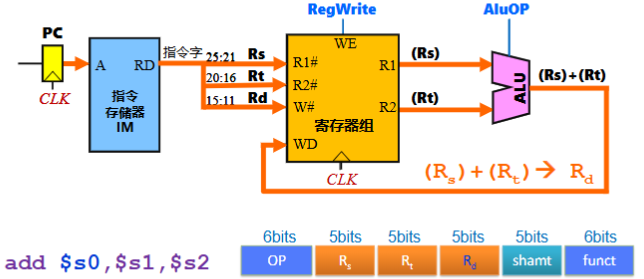 RegWrite
AluOP
PC
指令字
25:21 Rs
20:16 Rt
15:11 Rd
A
RD
指令
存储器
IM
CLK
WE
R1#
R2#
W#
WD
R1
R2
寄存器组
CLK
(Rs)
(Rt)
ALU
(Rs)+(Rt)
(Rs)+(Rt)→ Rd
6bits 5bits 5bits 5bits 5bits 6bits
add $s0,$s1,$s2
OP Rs Rt Rd shamt funct